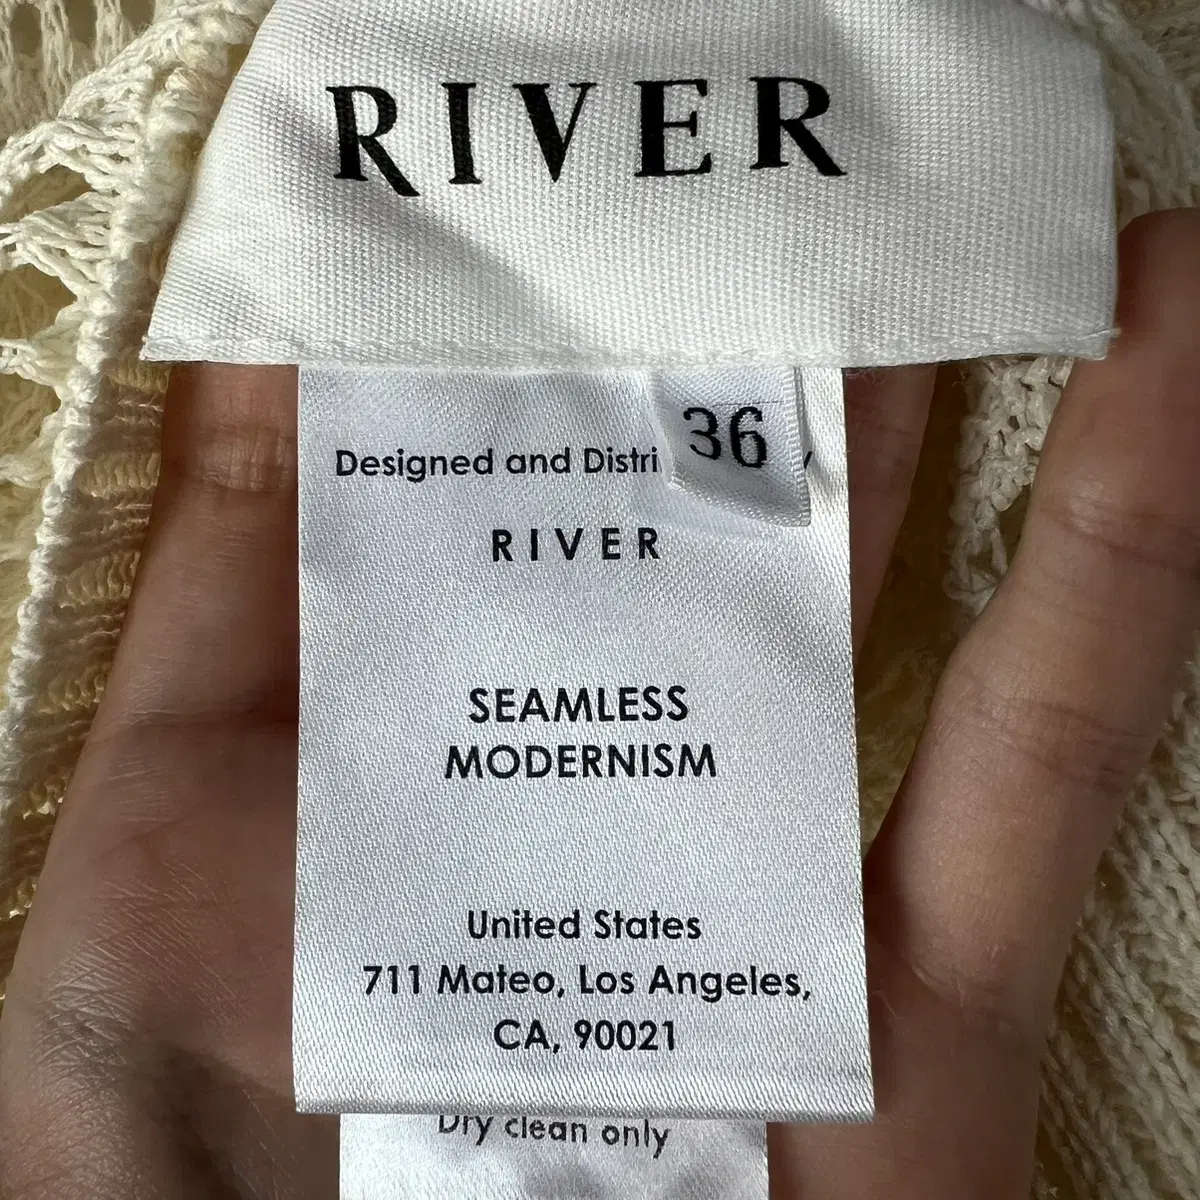 RIVER
36
Designed and Distri
RIVER
SEAMLESS
MODERNISM
United States
711 Mateo, Los Angeles,
CA, 90021
Dry clean only